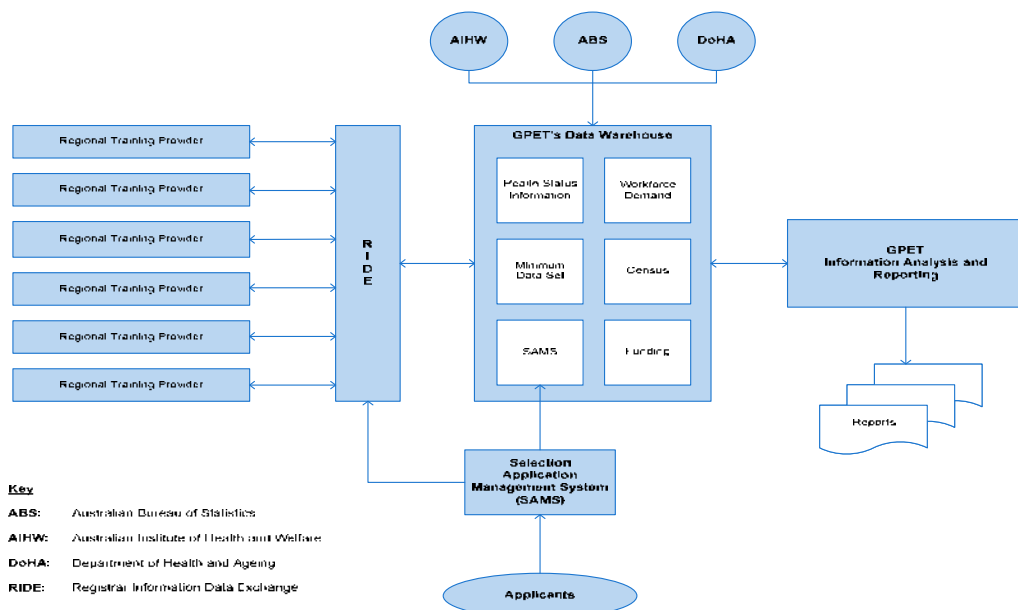 AIHW
ABS
DoHA
Regional Training Provider
Regional Training Provider
Regional Training Provider
Regional Training Provider
Regional Training Provider
Regional Training Provider
R
I
D
E
GPET's Data Warehouse
Health Status
Information
Workforce
Demand
Minimum
Data Set
Census
SAMS
Funding
GPET
Information Analysis and
Reporting
Reports
Selection
Application
Management System
(SAMS)
Applicants
Key
ABS: Australian Bureau of Statistics
AIHW: Australian Institute of Health and Welfare
DoHA: Department of Health and Ageing
RIDE: Registrar Information Data Exchange